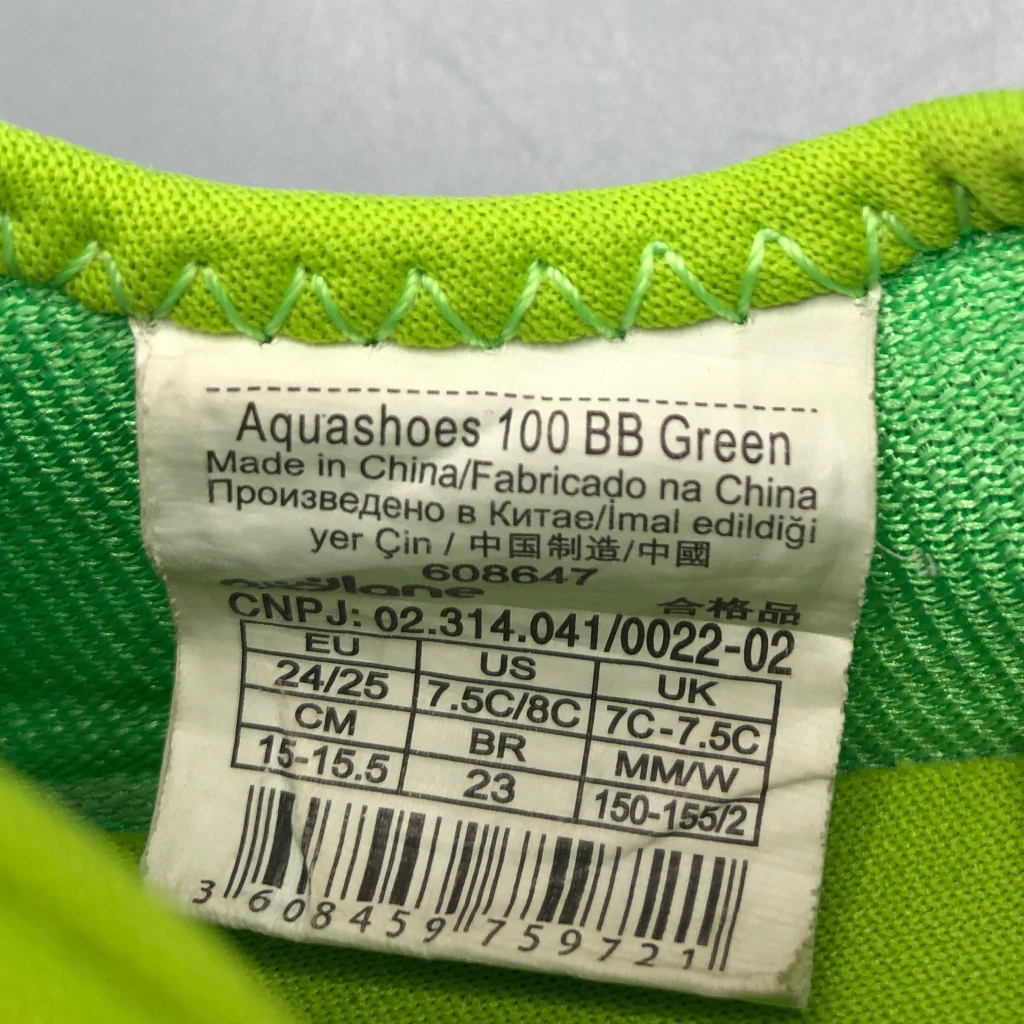 Aquashoes 100 BB Green
Made in China/Fabricado na China
Произведено в Китае/İmal edildiği
yer Çin / 中国制造/中國
608647
合格品
CNPJ: 02.314.041/0022-02
EU US UK
24/25 7.5C/8C 7C-7.5C
CM BR MM/W
15-15.5 23 150-155/2
3 608459 759721